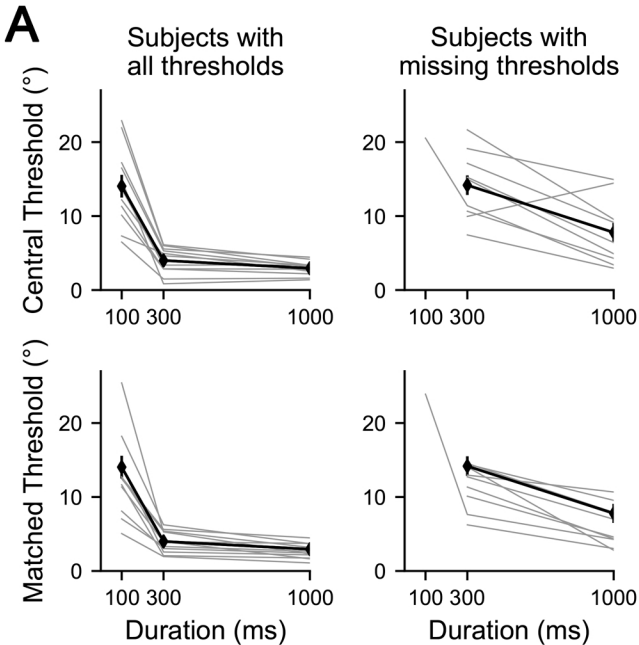 A
Subjects with
all thresholds
Subjects with
missing thresholds
Central Threshold (°)
20
10
0
100 300 1000
20
10
0
100 300 1000
Matched Threshold (°)
20
10
0
100 300 1000
Duration (ms)
20
10
0
100 300 1000
Duration (ms)